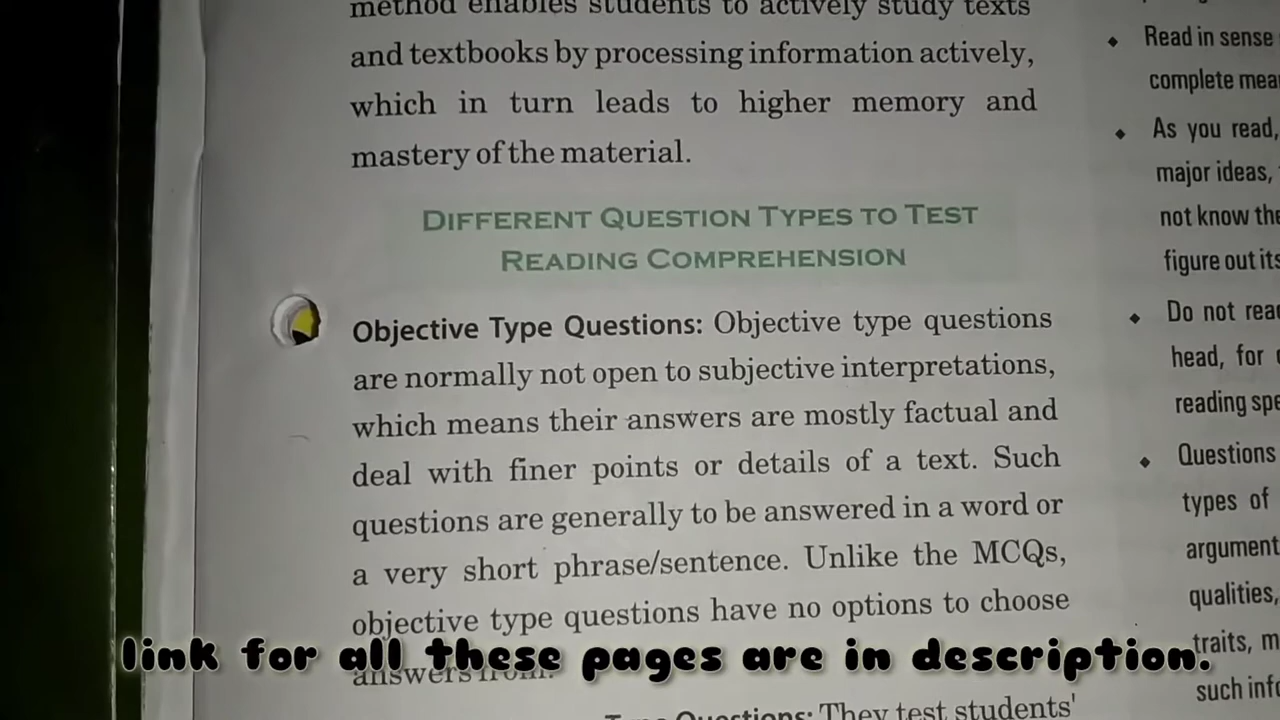 method enables students to actively study texts
and textbooks by processing information actively,
which in turn leads to higher memory and
mastery of the material.
DIFFERENT QUESTION TYPES TO TEST
READING COMPREHENSION
Objective Type Questions: Objective type questions
are normally not open to subjective interpretations,
which means their answers are mostly factual and
deal with finer points or details of a text. Such
questions are generally to be answered in a word or
a very short phrase/sentence. Unlike the MCQs,
objective type questions have no options to choose
answers from.
Type Questions: They test students'
link for all these pages are in description.
Read in sense
complete
As you read,
major ideas,
not know the
figure out its
Do not read
head, for
reading
Questions
types of
argument
qualities,
traits,
such